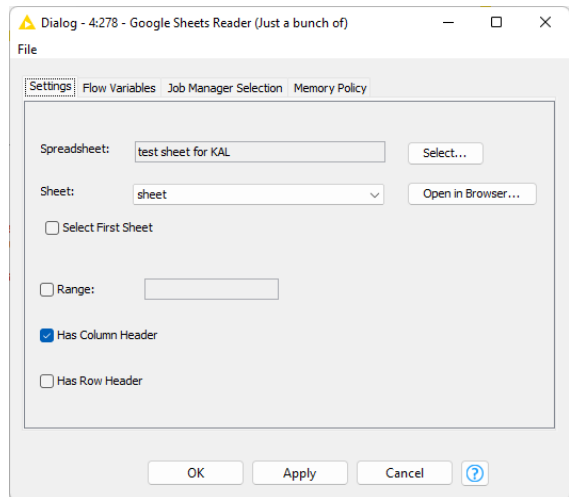 Dialog - 4:278 - Google Sheets Reader (Just a bunch of)
File
Settings Flow Variables Job Manager Selection Memory Policy
Spreadsheet: test sheet for KAL Select...
Sheet: sheet Open in Browser...
Select First Sheet
Range:
Has Column Header
Has Row Header
OK Apply Cancel ?